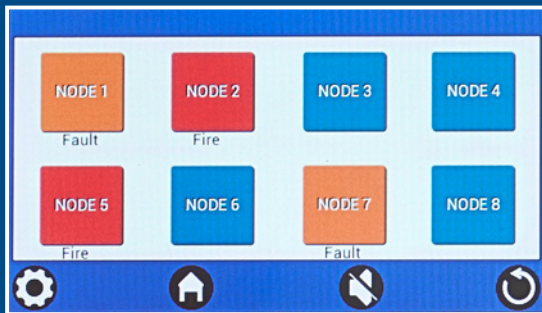 NODE 1 NODE 2 NODE 3 NODE 4
Fault Fire
NODE 5 NODE 6 NODE 7 NODE 8
Fire Fault